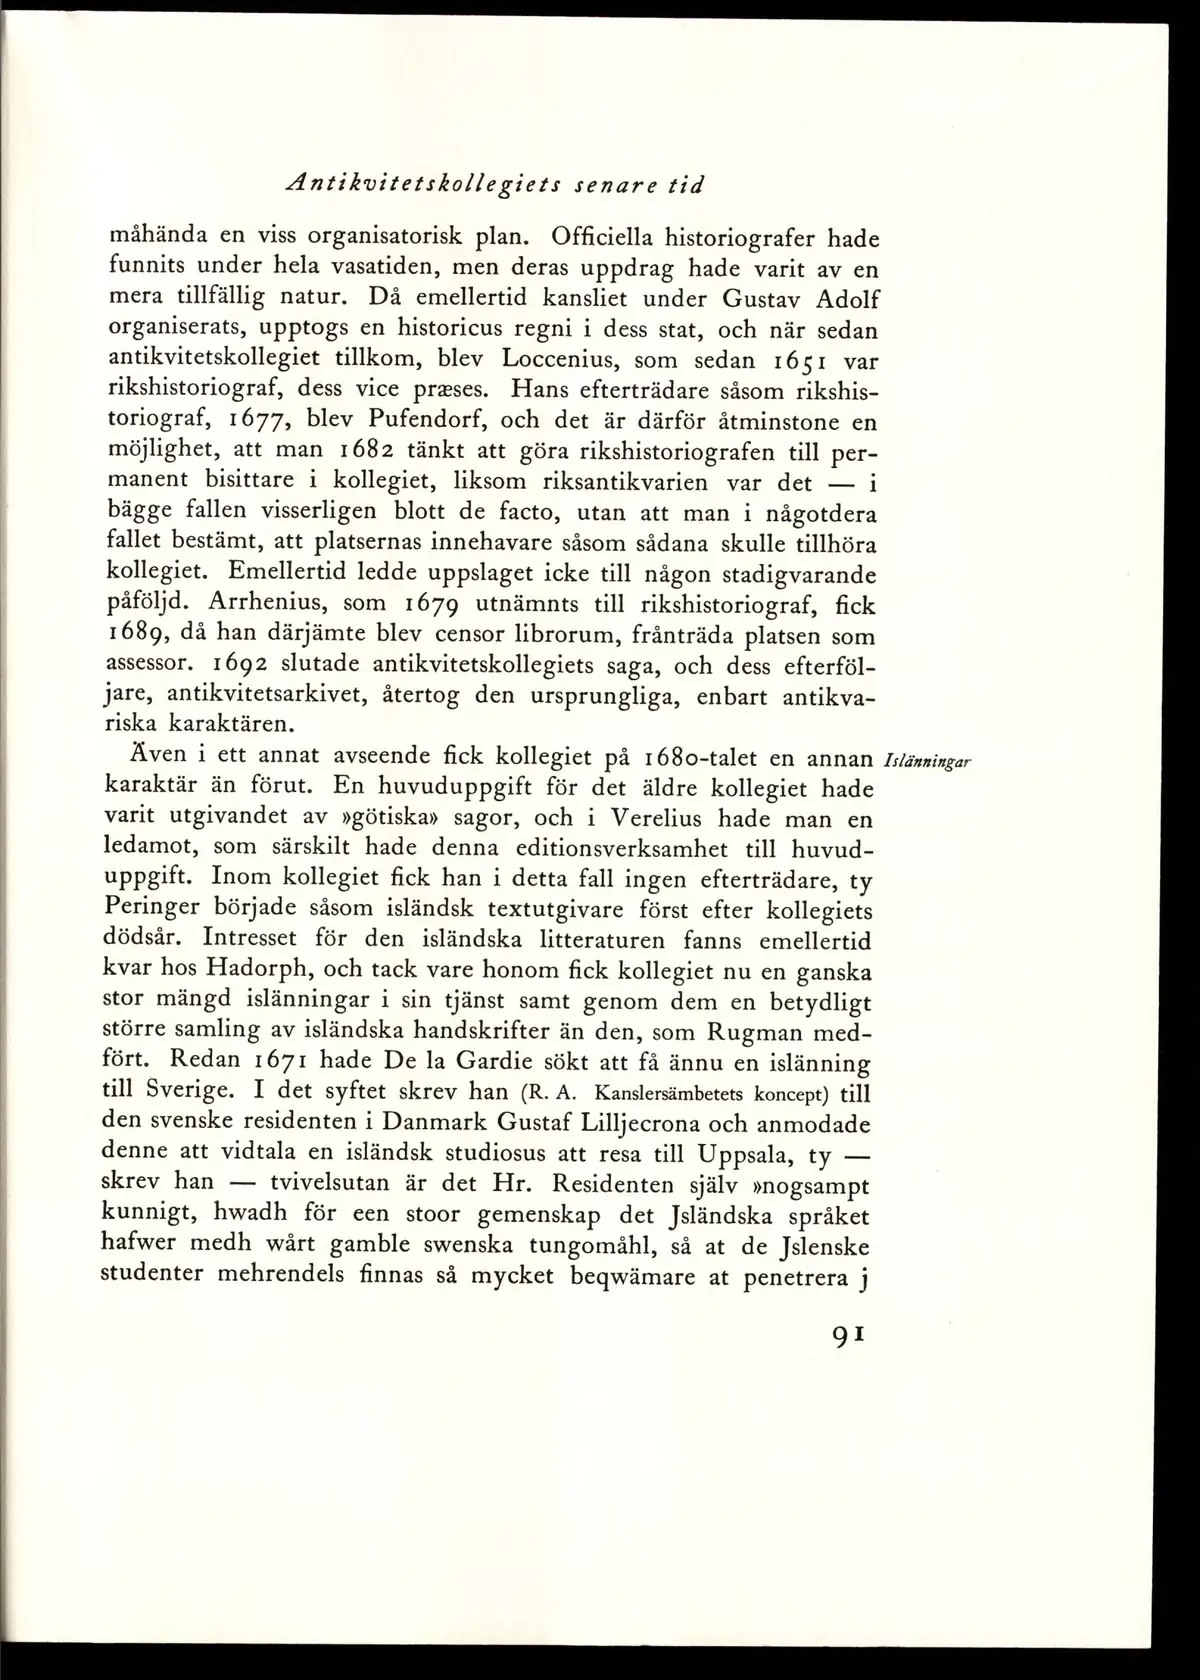 Antikvitetskollegiets senare tid
måhända en viss organisatorisk plan. Officiella historiografer hade
funnits under hela vasatiden, men deras uppdrag hade varit av en
mera tillfällig natur. Då emellertid kansliet under Gustav Adolf
organiserats, upptogs en historicus regni i dess stat, och när sedan
antikvitetskollegiet tillkom, blev Loccenius, som sedan 1651 var
rikshistoriograf, dess vice præses. Hans efterträdare såsom rikshis-
toriograf, 1677, blev Pufendorf, och det är därför åtminstone en
möjlighet, att man 1682 tänkt att göra rikshistoriografen till per-
manent bisittare i kollegiet, liksom riksantikvarien var det — i
bägge fallen visserligen blott de facto, utan att man i någotdera
fallet bestämt, att platsernas innehavare såsom sådana skulle tillhöra
kollegiet. Emellertid ledde uppslaget icke till någon stadigvarande
påföljd. Arrhenius, som 1679 utnämnts till rikshistoriograf, fick
1689, då han därjämte blev censor librorum, frånträda platsen som
assessor. 1692 slutade antikvitetskollegiets saga, och dess efterföl-
jare, antikvitetsarkivet, återtog den ursprungliga, enbart antikva-
riska karaktären.
Även i ett annat avseende fick kollegiet på 1680-talet en annan Islänningar
karaktär än förut. En huvuduppgift för det äldre kollegiet hade
varit utgivandet av »götiska» sagor, och i Verelius hade man en
ledamot, som särskilt hade denna editionsverksamhet till huvud-
uppgift. Inom kollegiet fick han i detta fall ingen efterträdare, ty
Peringer började såsom isländsk textutgivare först efter kollegiets
dödsår. Intresset för den isländska litteraturen fanns emellertid
kvar hos Hadorph, och tack vare honom fick kollegiet nu en ganska
stor mängd islänningar i sin tjänst samt genom dem en betydligt
större samling av isländska handskrifter än den, som Rugman med-
fört. Redan 1671 hade De la Gardie sökt att få ännu en islänning
till Sverige. I det syftet skrev han (R. A. Kanslersämbetets koncept) till
den svenske residenten i Danmark Gustaf Lilljecrona och anmodade
denne att vidtala en isländsk studiosus att resa till Uppsala, ty —
skrev han — tvivelsutan är det Hr. Residenten själv »nogsampt
kunnigt, hwadh för een stoor gemenskap det Jsländska språket
hafwer medh wårt gamble swenska tungomåhl, så at de Jslenske
studenter mehrendels finnas så mycket beqwämare at penetrera j
91